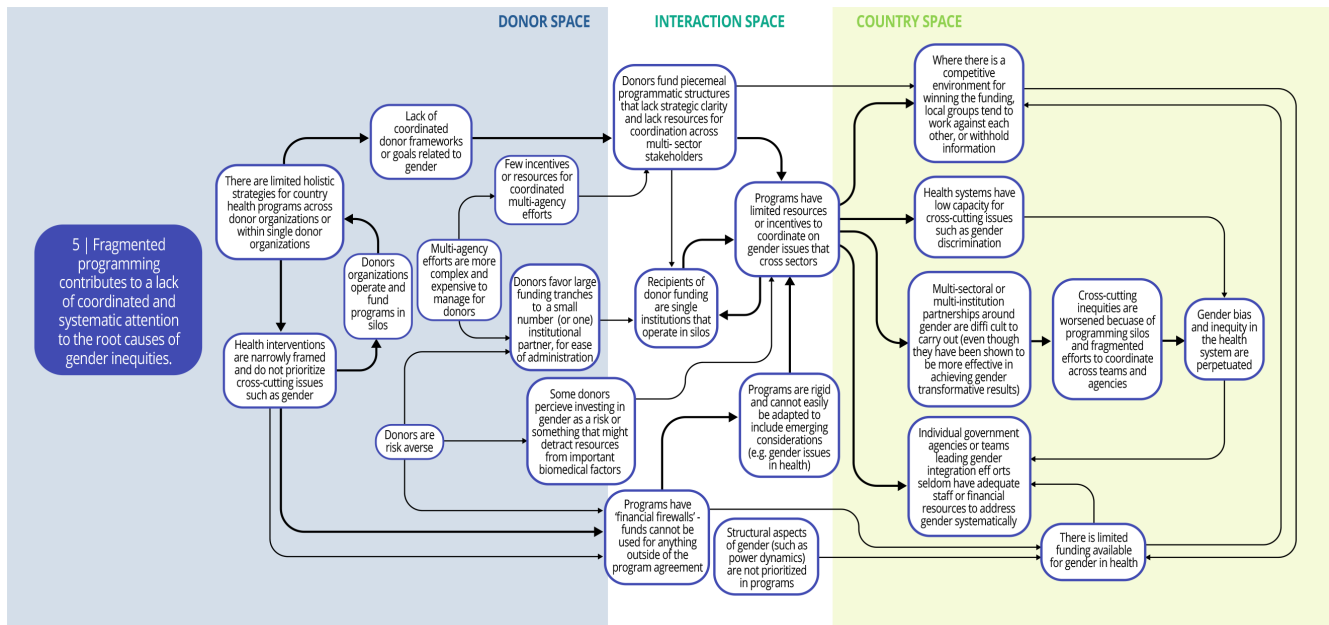 DONOR SPACE
INTERACTION SPACE
COUNTRY SPACE
5 | Fragmented
programming
contributes to a lack
of coordinated and
systematic attention
to the root causes of
gender inequities.
There are limited holistic
strategies for country
health programs across
donor organizations or
within single donor
organizations
Health interventions
are narrowly framed
and do not prioritize
cross-cutting issues
such as gender
Lack of
coordinated
donor frameworks
or goals related to
gender
Donors
organizations
operate and
fund
programs in
silos
Few incentives
or resources for
coordinated
multi-agency
efforts
Multi-agency
efforts are more
complex and
expensive to
manage for
donors
Donors favor large
funding tranches
to a small
number (or one)
institutional
partner, for ease
of administration
Donors are
risk averse
Some donors
percieve investing in
gender as a risk or
something that might
detract resources
from important
biomedical factors
Donors fund piecemeal
programmatic structures
that lack strategic clarity
and lack resources for
coordination across
multi- sector
stakeholders
Recipients of
donor funding
are single
institutions that
operate in silos
Programs have
limited resources
or incentives to
coordinate on
gender issues that
cross sectors
Programs are rigid
and cannot easily
be adapted to
include emerging
considerations
(e.g. gender issues
in health)
Programs have
'financial firewalls' -
funds cannot be
used for anything
outside of the
program agreement
Structural aspects
of gender (such as
power dynamics)
are not prioritized
in programs
Where there is a
competitive
environment for
winning the funding,
local groups tend to
work against each
other, or withhold
information
Health systems have
low capacity for
cross-cutting issues
such as gender
discrimination
Multi-sectoral or
multi-institution
partnerships around
gender are diffi cult to
carry out (even though
they have been shown to
be more effective in
achieving gender
transformative results)
Cross-cutting
inequities are
worsened becuase of
programming silos
and fragmented
efforts to coordinate
across teams and
agencies
Gender bias
and inequity in
the health
system are
perpetuated
Individual government
agencies or teams
leading gender
integration eff orts
seldom have adequate
staff or financial
resources to address
gender systematically
There is limited
funding available
for gender in health